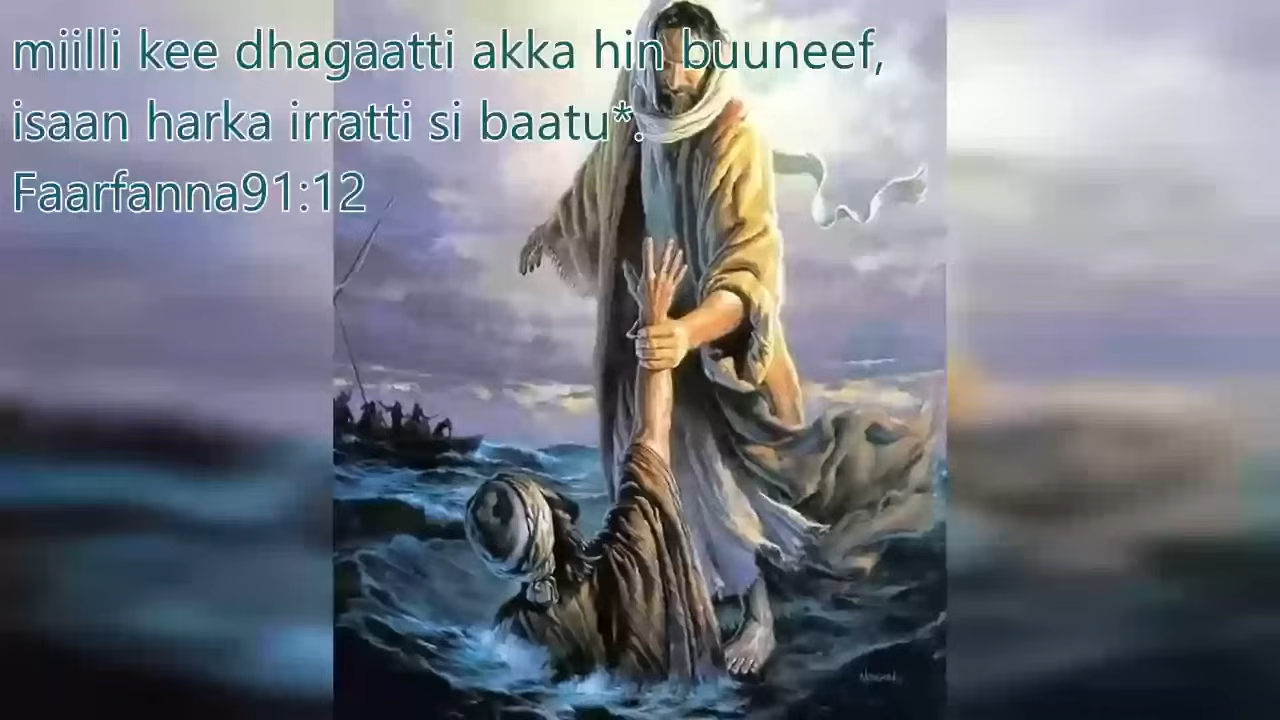 miilli kee dhagaatti akka hin buuneef,
isaan harka irratti si baatu*.
Faarfanna91:12